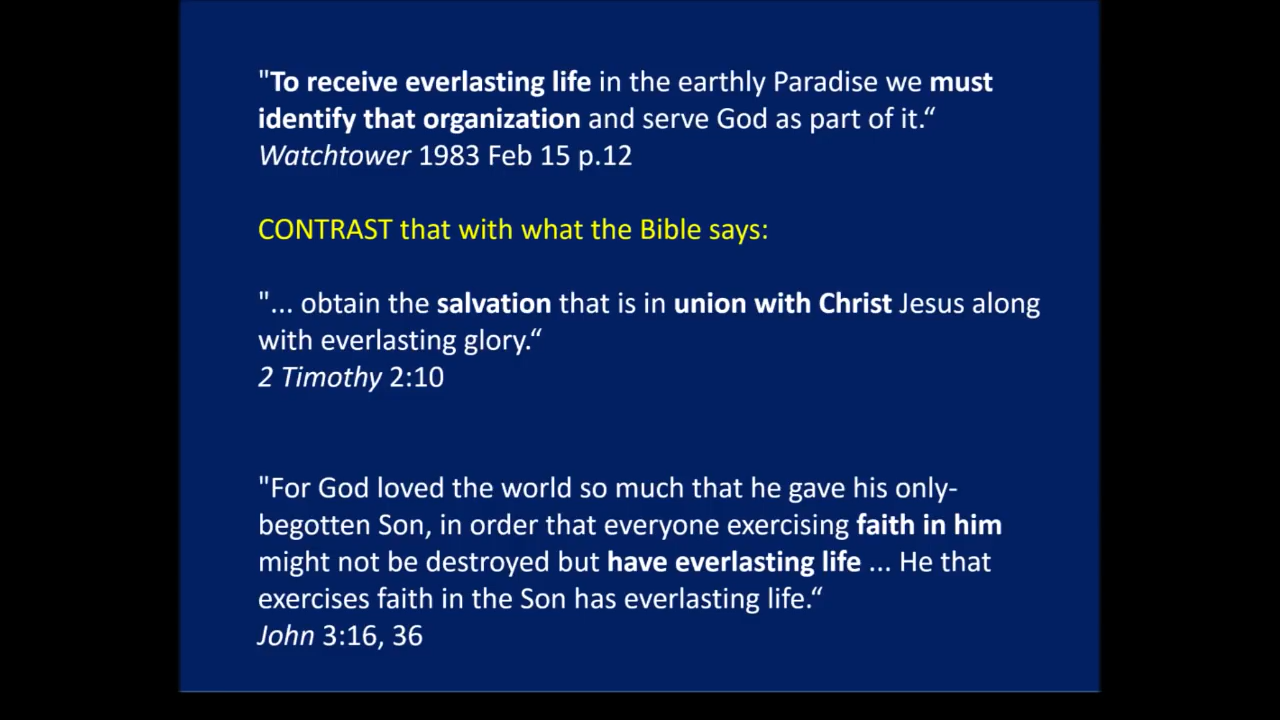 "To receive everlasting life in the earthly Paradise we must
identify that organization and serve God as part of it.“
Watchtower 1983 Feb 15 p.12
CONTRAST that with what the Bible says:
"... obtain the salvation that is in union with Christ Jesus along
with everlasting glory.“
2 Timothy 2:10
"For God loved the world so much that he gave his only-
begotten Son, in order that everyone exercising faith in him
might not be destroyed but have everlasting life ... He that
exercises faith in the Son has everlasting life.“
John 3:16, 36